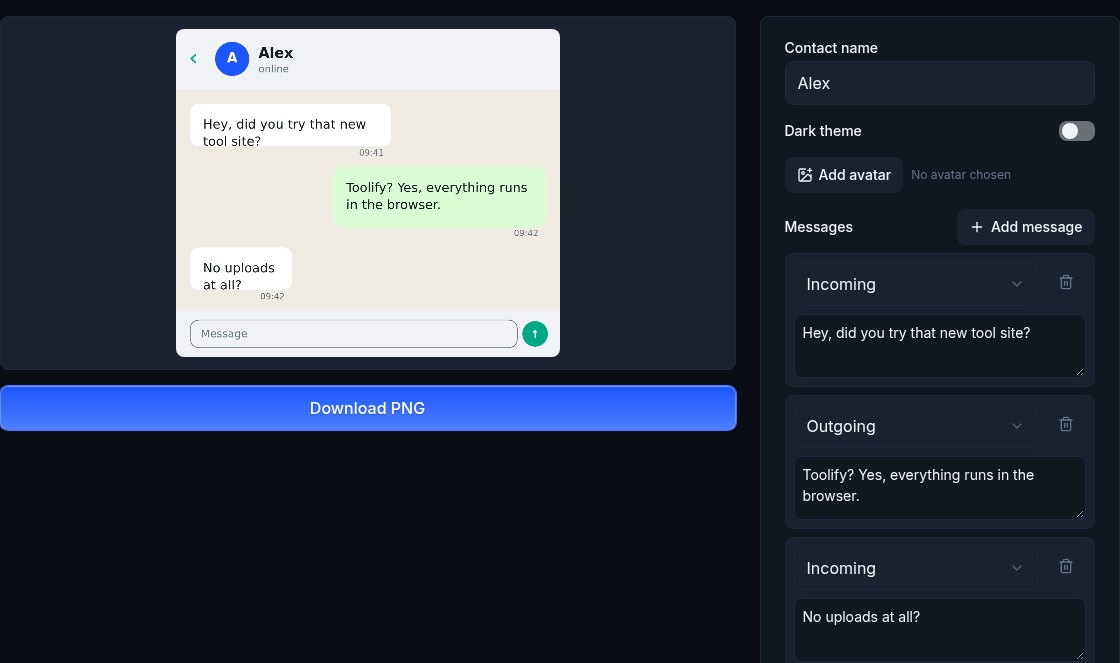 A
Alex
online
Hey, did you try that new
tool site?
09:41
Toolify? Yes, everything runs
in the browser.
09:42
No uploads
at all?
09:42
Message
Download PNG
Contact name
Alex
Dark theme
Add avatar
No avatar chosen
Messages
Add message
Incoming
Hey, did you try that new tool site?
Outgoing
Toolify? Yes, everything runs in the
browser.
Incoming
No uploads at all?